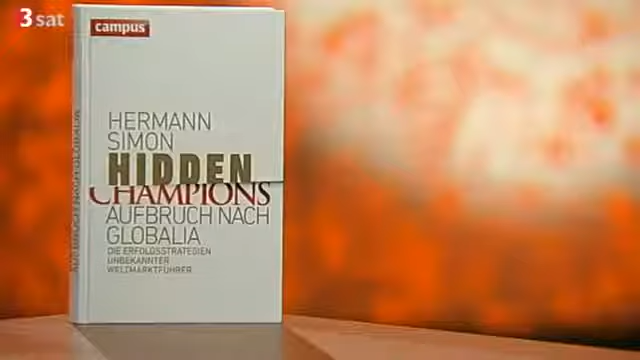 3sat
campus
HERMANN
SIMON
HIDDEN
CHAMPIONS
AUFBRUCH NACH
GLOBALIA
DIE ERFOLGSSTRATEGIEN
UNBEKANNTER
WELTMARKTFÜHRER